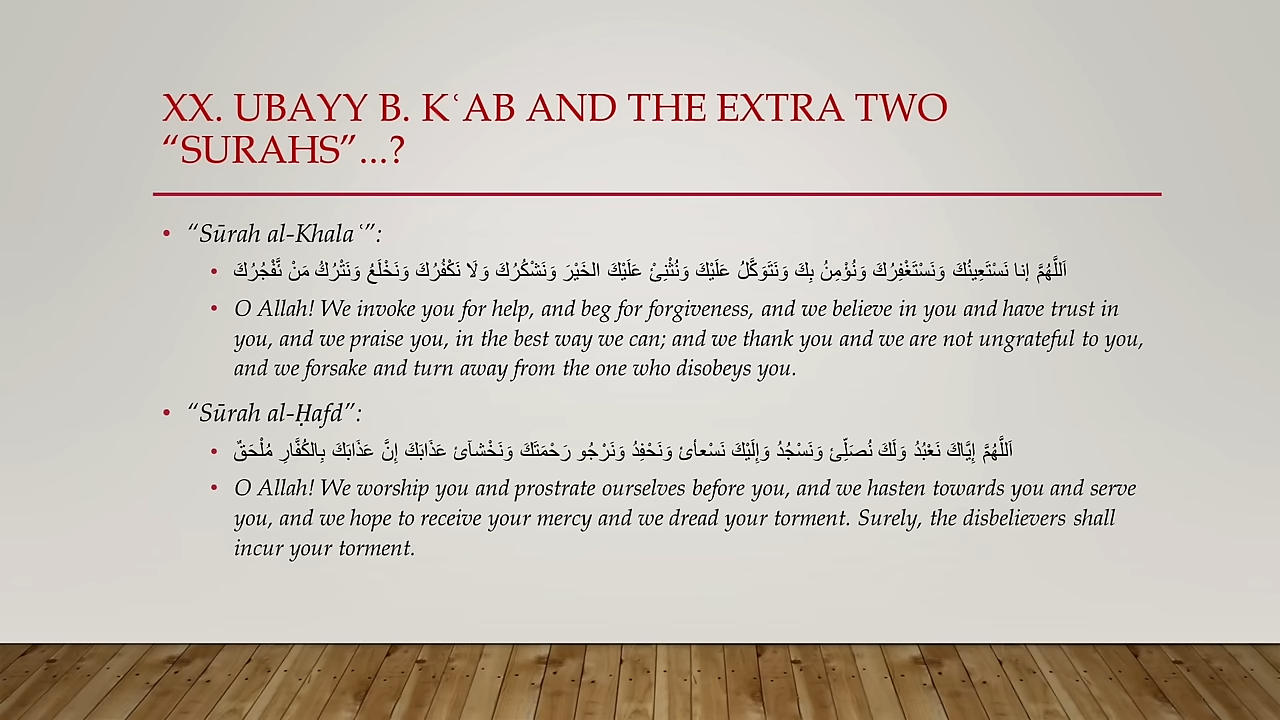 XX. UBAYY B. KʿAB AND THE EXTRA TWO
“SURAHS”...?
• “Sūrah al-Khalaʿ”:
• اَللَّهُمَّ إنا نَسْتَعِينُكَ وَنَسْتَغْفِرُكَ وَنُؤْمِنُ بِكَ وَنَتَوَكَّلُ عَلَيْكَ وَنُثْنِئْ عَلَيْكَ الخَيْرَ وَنَشْكُرُكَ وَلَا نَكْفُرُكَ وَنَخْلَعُ وَنَتْرُكُ مَنْ يَّفْجُرُكَ
• O Allah! We invoke you for help, and beg for forgiveness, and we believe in you and have trust in
you, and we praise you, in the best way we can; and we thank you and we are not ungrateful to you,
and we forsake and turn away from the one who disobeys you.
• “Sūrah al-Ḥafd”:
• اَللَّهُمَّ إِيَّاكَ نَعْبُدُ وَلَكَ نُصَلِّئ وَنَسْجُدُ وَإِلَيْكَ نَسْعأئ وَنَحْفِدُ وَنَرْجُو رَحْمَتَكَ وَنَخْشآئ عَذَابَكَ إِنَّ عَذَابَكَ بِالكُفَّارِ مُلْحَقٌ
• O Allah! We worship you and prostrate ourselves before you, and we hasten towards you and serve
you, and we hope to receive your mercy and we dread your torment. Surely, the disbelievers shall
incur your torment.